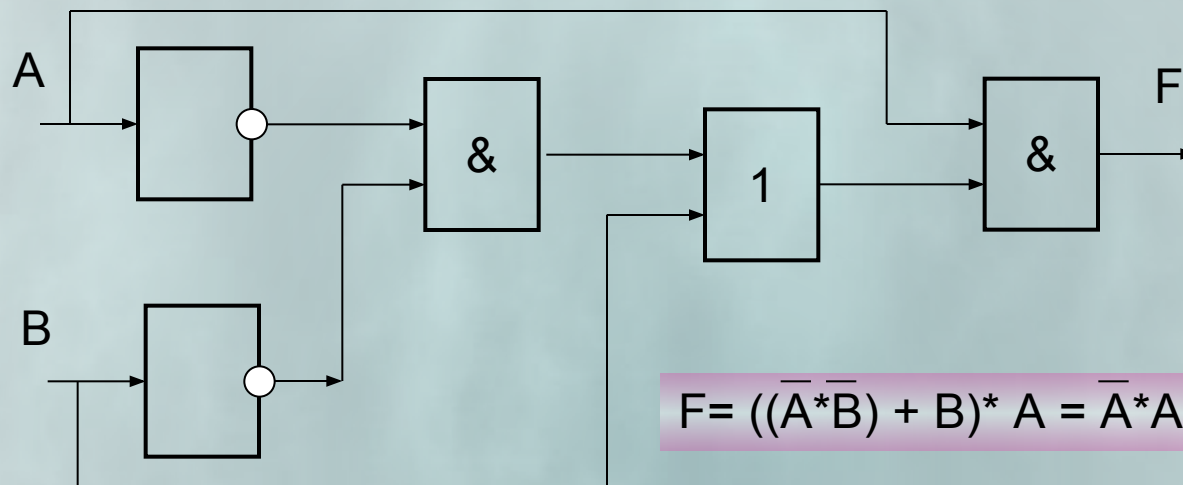 A
F
&
&
1
B
F= ((A̅*B̅) + B)* A = A̅*A